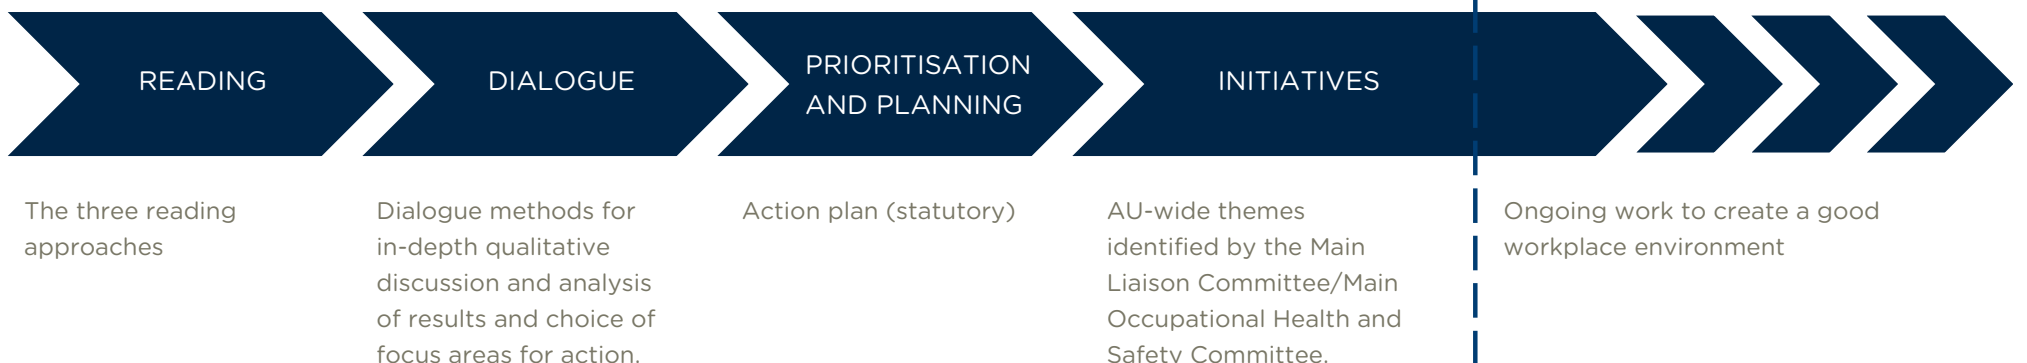 READING
DIALOGUE
PRIORITISATION
AND PLANNING
INITIATIVES
The three reading
approaches
Dialogue methods for
in-depth qualitative
discussion and analysis
of results and choice of
focus areas for action.
Action plan (statutory)
AU-wide themes
identified by the Main
Liaison Committee/Main
Occupational Health and
Safety Committee.
Ongoing work to create a good
workplace environment